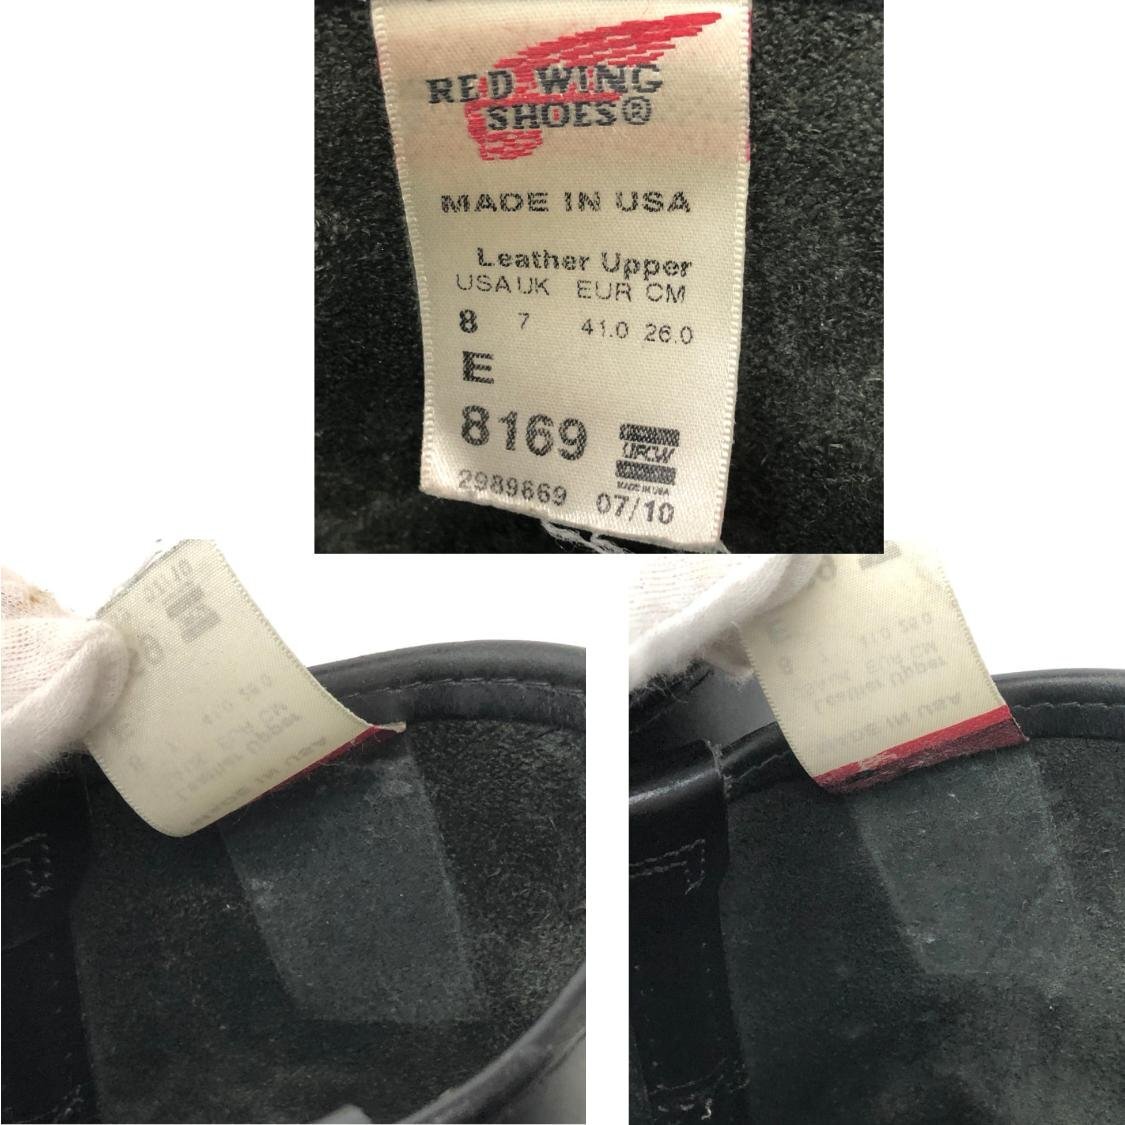 RED WING
SHOES®
MADE IN USA
Leather Upper
USA UK EUR CM
8 7 41.0 26.0
E
8169
UFCW
MADE IN USA
2989669 07/10